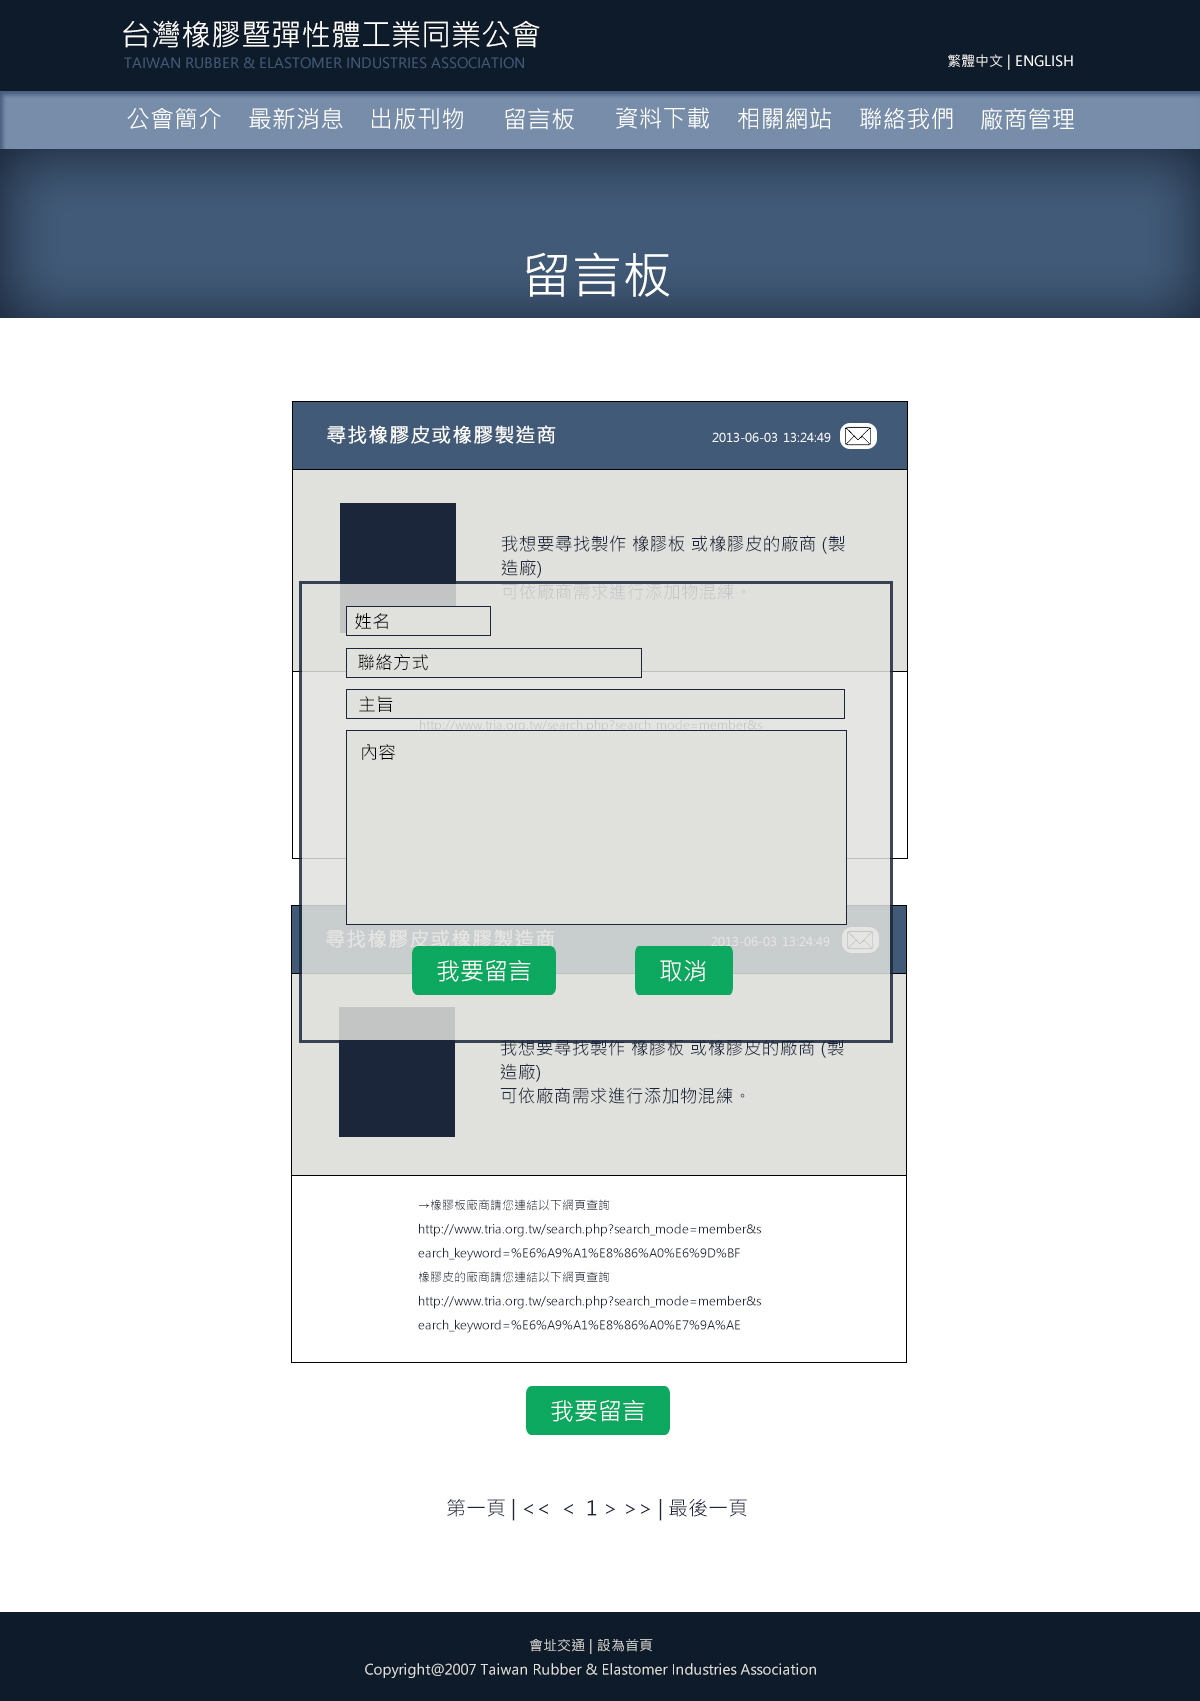 台灣橡膠暨彈性體工業同業公會
TAIWAN RUBBER & ELASTOMER INDUSTRIES ASSOCIATION
繁體中文 | ENGLISH
公會簡介 最新消息 出版刊物 留言板 資料下載 相關網站 聯絡我們 廠商管理
留言板
尋找橡膠皮或橡膠製造商 2013-06-03 13:24:49
我想要尋找製作 橡膠板 或橡膠皮的廠商 (製
造廠)
可依廠商需求進行添加物混練。
姓名
聯絡方式
主旨
http://www.tria.org.tw/search.php?search_mode=member&s
內容
尋找橡膠皮或橡膠製造商 2013-06-03 13:24:49
我要留言 取消
我想要尋找製作 橡膠板 或橡膠皮的廠商 (製
造廠)
可依廠商需求進行添加物混練。
→橡膠板廠商請您連結以下網頁查詢
http://www.tria.org.tw/search.php?search_mode=member&s
earch_keyword=%E6%A9%A1%E8%86%A0%E6%9D%BF
橡膠皮的廠商請您連結以下網頁查詢
http://www.tria.org.tw/search.php?search_mode=member&s
earch_keyword=%E6%A9%A1%E8%86%A0%E7%9A%AE
我要留言
第一頁 | << < 1 > >> | 最後一頁
會址交通 | 設為首頁
Copyright@2007 Taiwan Rubber & Elastomer Industries Association